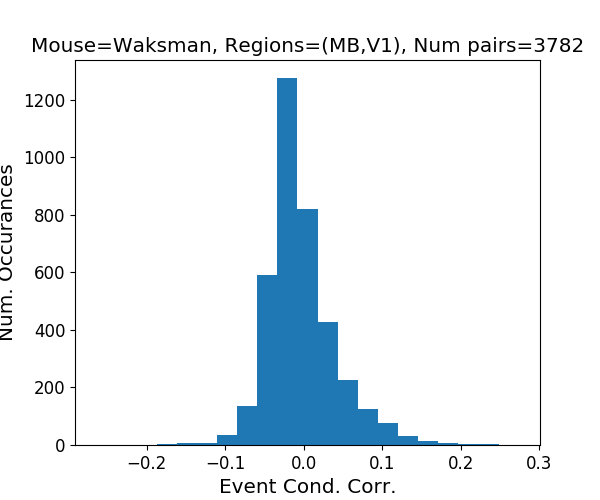 Mouse=Waksman, Regions=(MB,V1), Num pairs=3782
Num. Occurances
1200
1000
800
600
400
200
0
−0.2 −0.1 0.0 0.1 0.2 0.3
Event Cond. Corr.